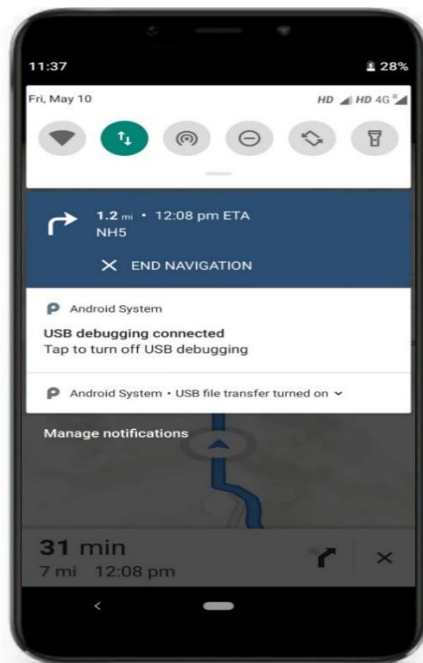 11:37
28%
Fri, May 10
HD HD 4G R
1.2 mi • 12:08 pm ETA
NH5
END NAVIGATION
Android System
USB debugging connected
Tap to turn off USB debugging
Android System • USB file transfer turned on
Manage notifications
31 min
7 mi 12:08 pm